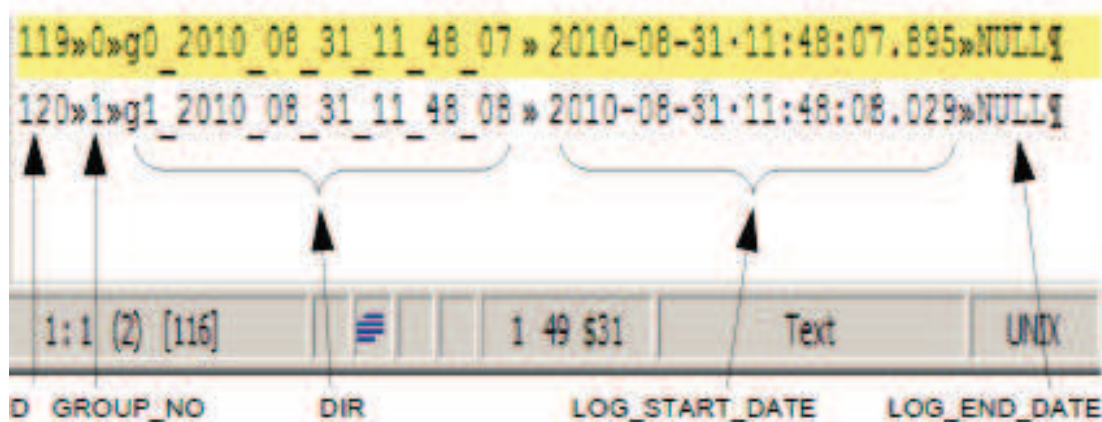 119»0»g0_2010_08_31_11_48_07 » 2010-08-31·11:48:07.895»NULL¶
120»1»g1_2010_08_31_11_48_08 » 2010-08-31·11:48:08.029»NULL¶
1:1 (2) [116] 1 49 $31 Text UNIX
D GROUP_NO DIR LOG_START_DATE LOG_END_DATE